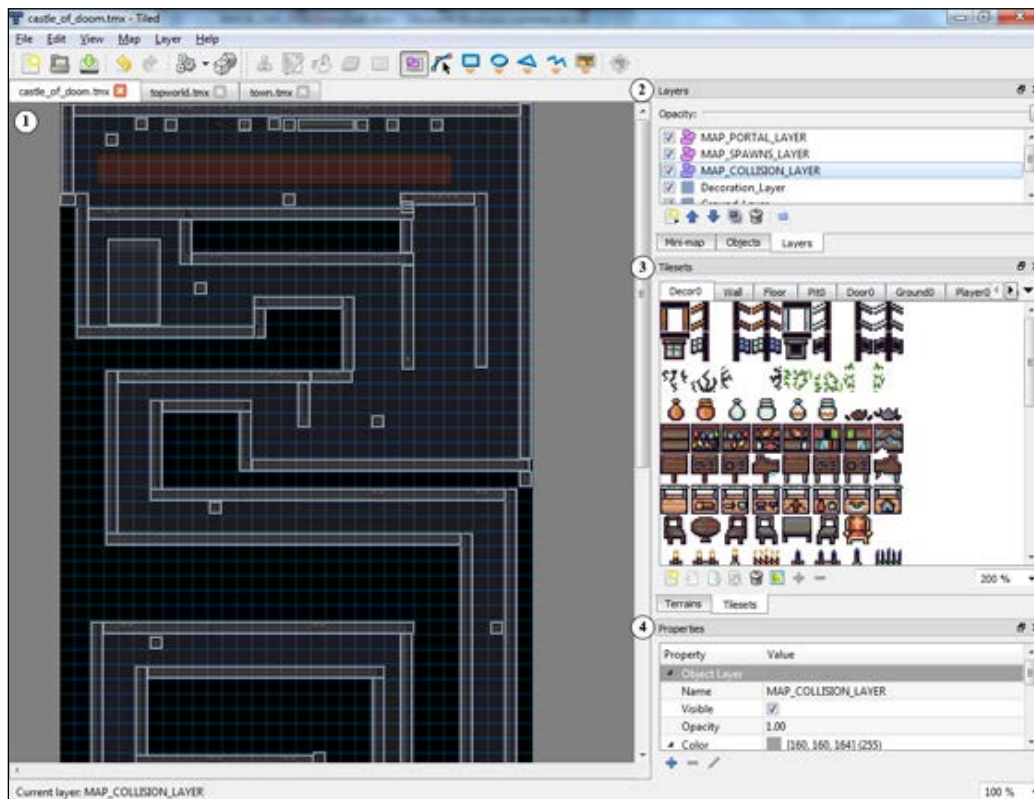 castle_of_doom.tmx - Tiled
File Edit View Map Layer Help
castle_of_doom.tmx topworld.tmx town.tmx
1
2 Layers
Opacity:
MAP_PORTAL_LAYER
MAP_SPAWNS_LAYER
MAP_COLLISION_LAYER
Decoration_Layer
Ground_Layer
Mini-map Objects Layers
3 Tilesets
Decor0 Wall Floor Pit0 Door0 Ground0 Player0
200 %
Terrains Tilesets
4 Properties
Property Value
Object Layer
Name MAP_COLLISION_LAYER
Visible
Opacity 1.00
Color [160, 160, 164] (255)
Current layer: MAP_COLLISION_LAYER
100 %